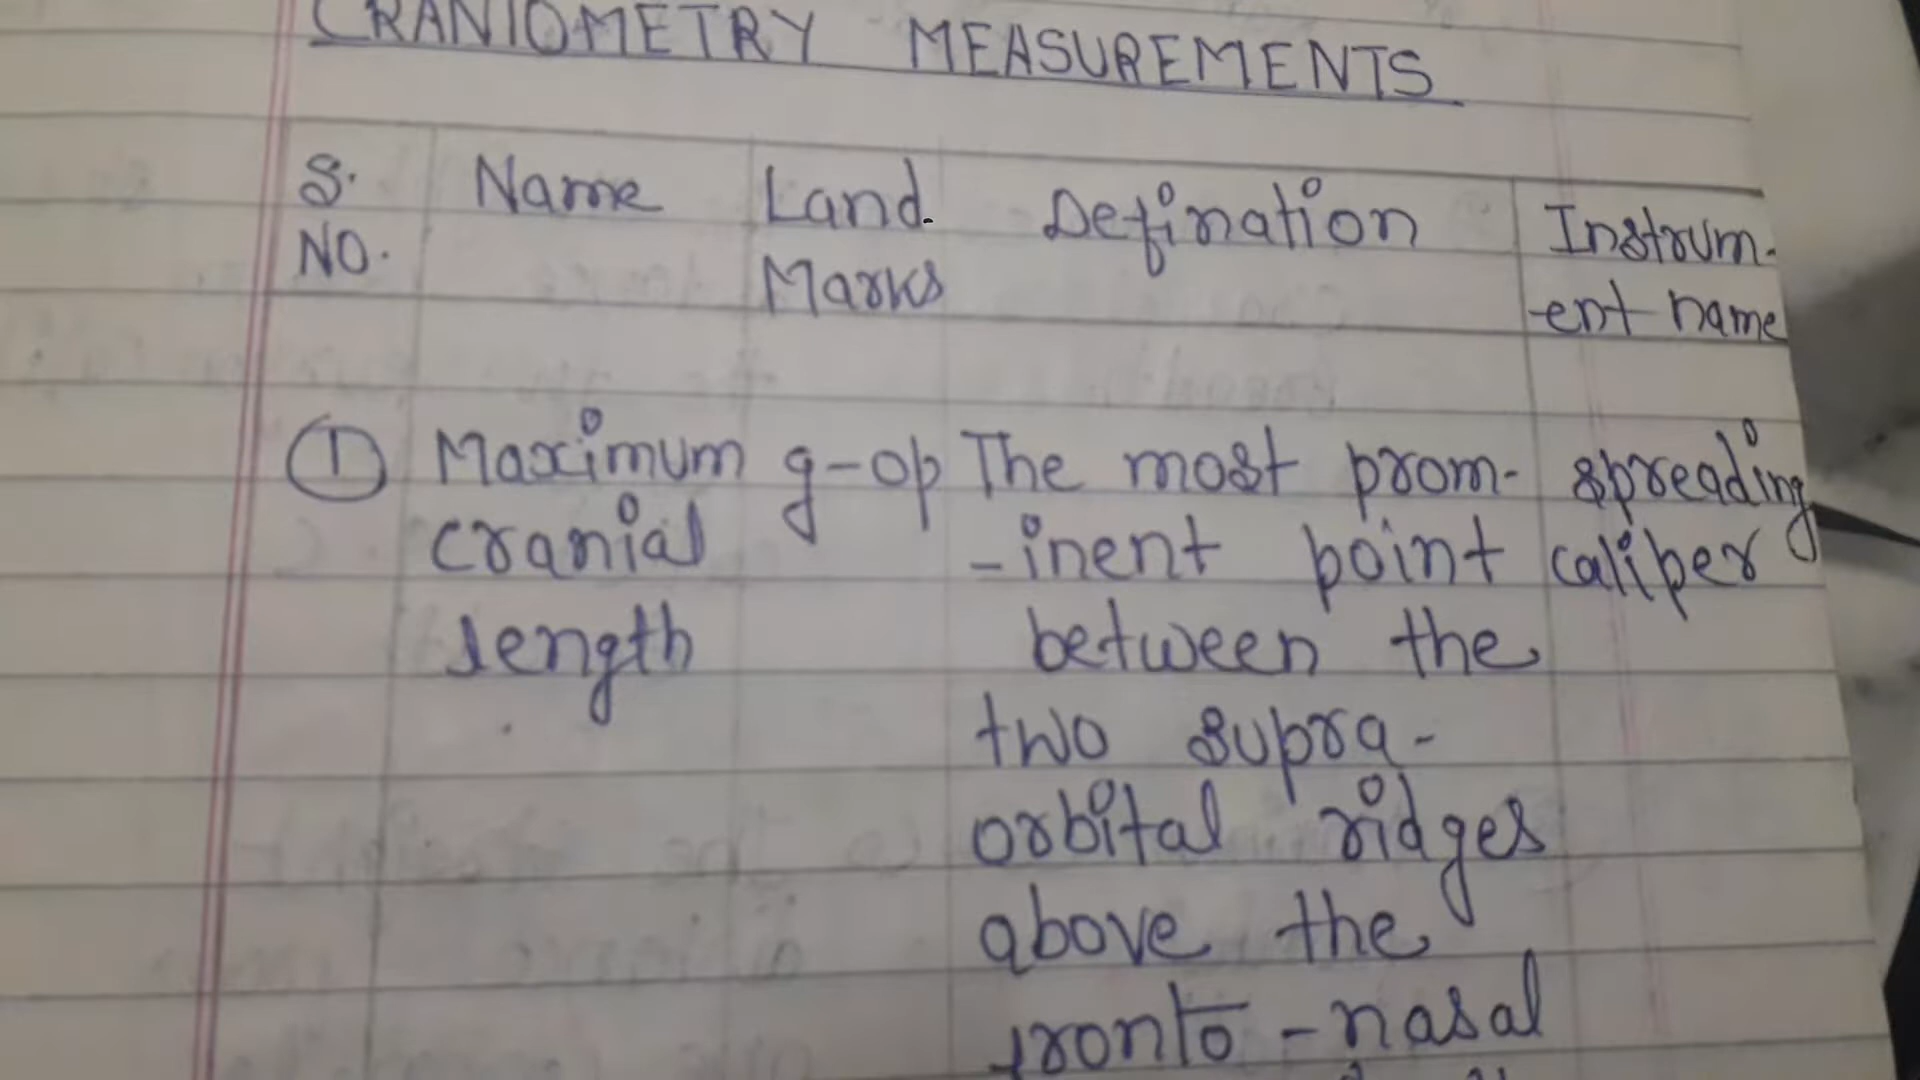 CRANIOMETRY MEASUREMENTS
S. NO. Name Land. Marks Defination Instrum- -ent name
① Maximum g-op The most prom- spreading
cranial -inent point caliper
length between the
two supra-
orbital ridges
above the
fronto-nasal